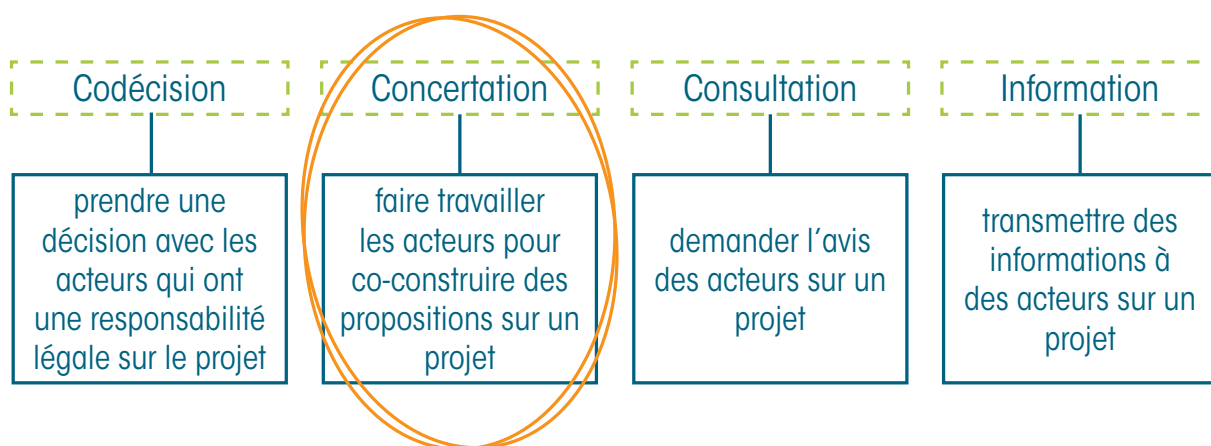 Codécision
Concertation
Consultation
Information
prendre une
décision avec les
acteurs qui ont
une responsabilité
légale sur le projet
faire travailler
les acteurs pour
co-construire des
propositions sur un
projet
demander l'avis
des acteurs sur un
projet
transmettre des
informations à
des acteurs sur un
projet